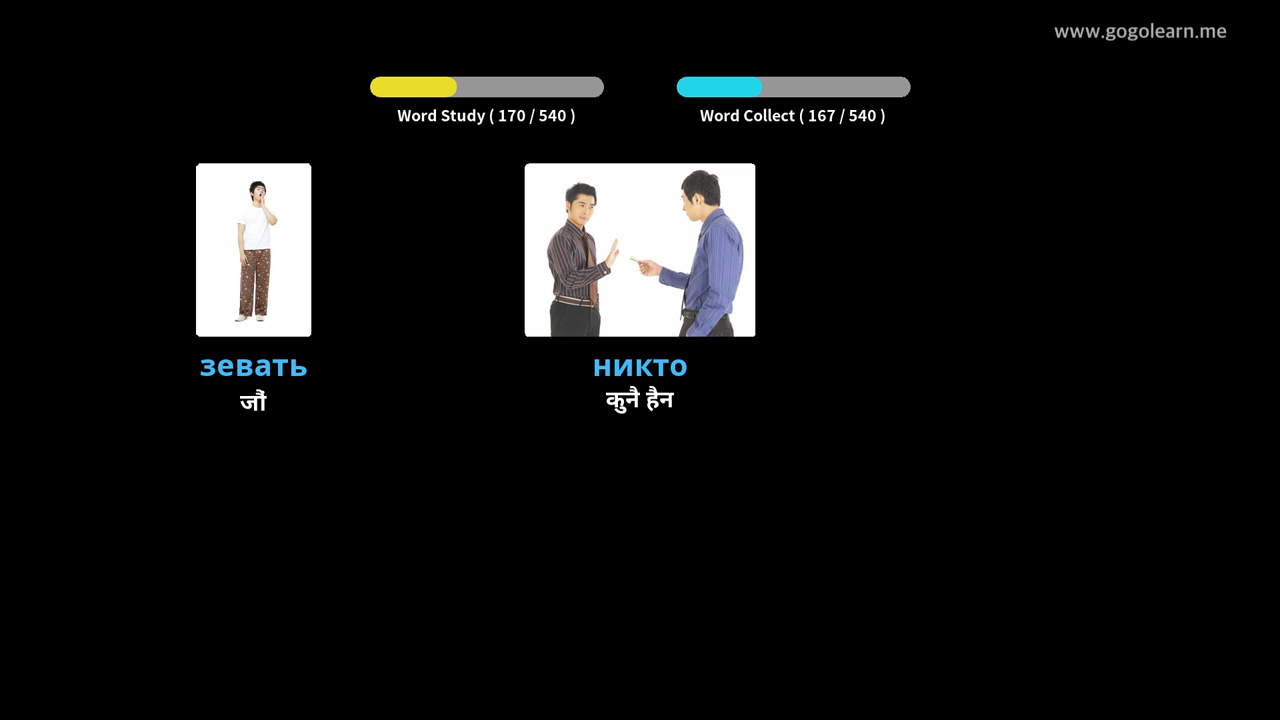 www.gogolearn.me
Word Study ( 170 / 540 )
Word Collect ( 167 / 540 )
зевать
जौं
никто
कुनै हैन